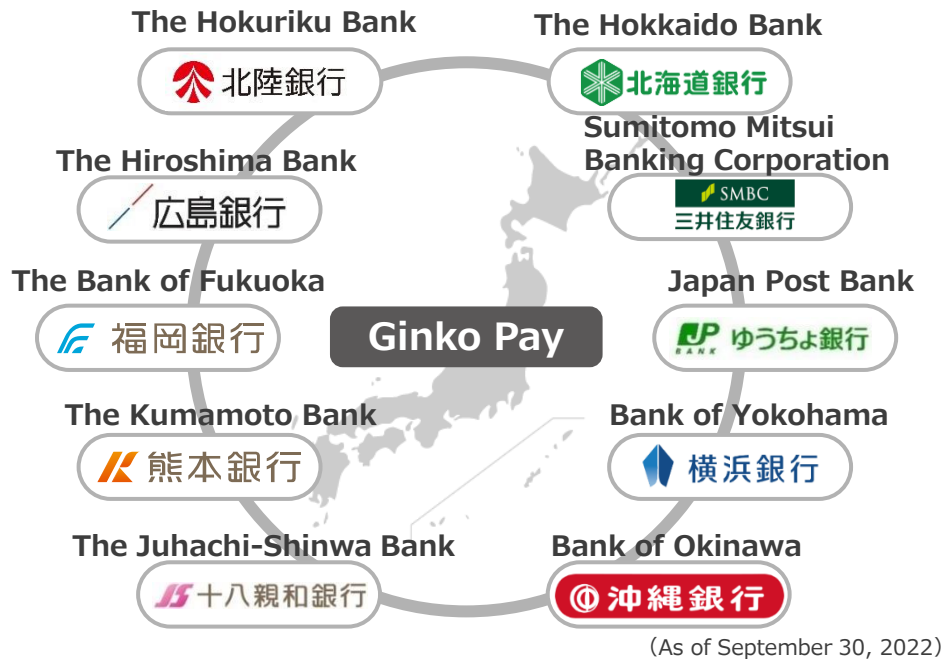 The Hokuriku Bank
北陸銀行
The Hokkaido Bank
北海道銀行
The Hiroshima Bank
広島銀行
Sumitomo Mitsui
Banking Corporation
SMBC
三井住友銀行
The Bank of Fukuoka
福岡銀行
Japan Post Bank
JP
BANK
ゆうちょ銀行
Ginko Pay
The Kumamoto Bank
熊本銀行
Bank of Yokohama
横浜銀行
The Juhachi-Shinwa Bank
十八親和銀行
Bank of Okinawa
沖縄銀行
（As of September 30, 2022）